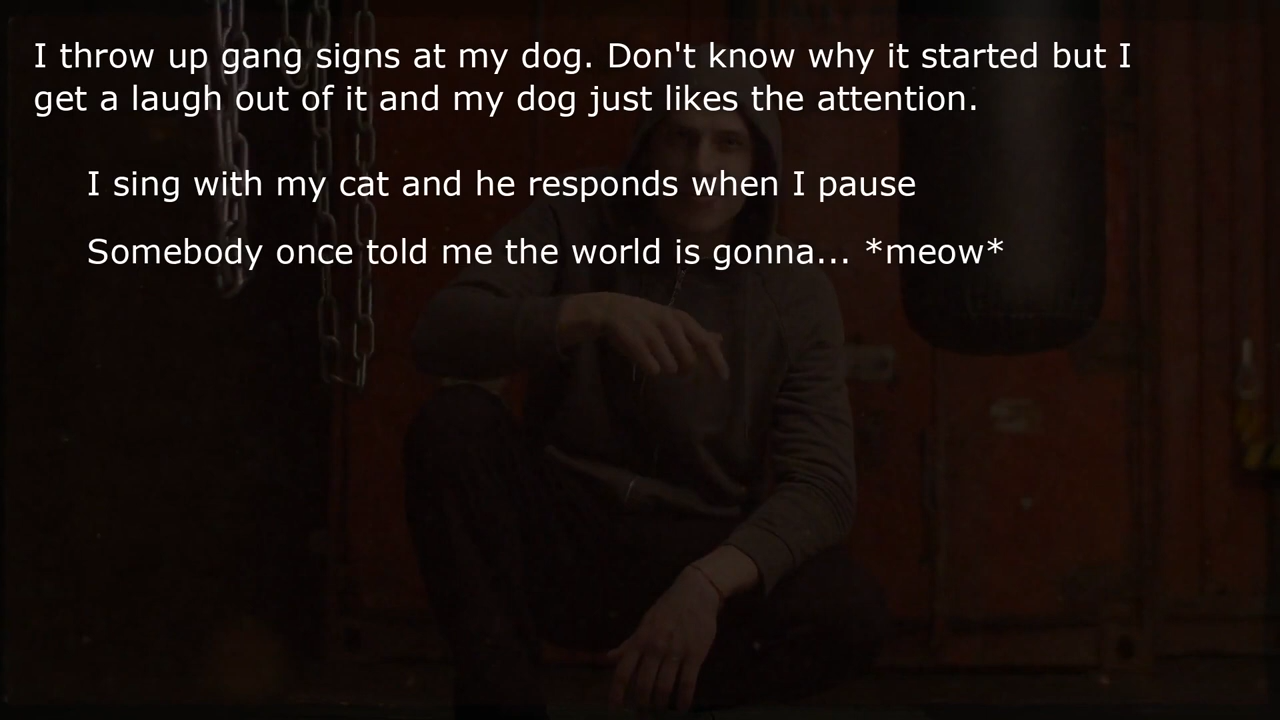 I throw up gang signs at my dog. Don't know why it started but I
get a laugh out of it and my dog just likes the attention.
I sing with my cat and he responds when I pause
Somebody once told me the world is gonna... *meow*